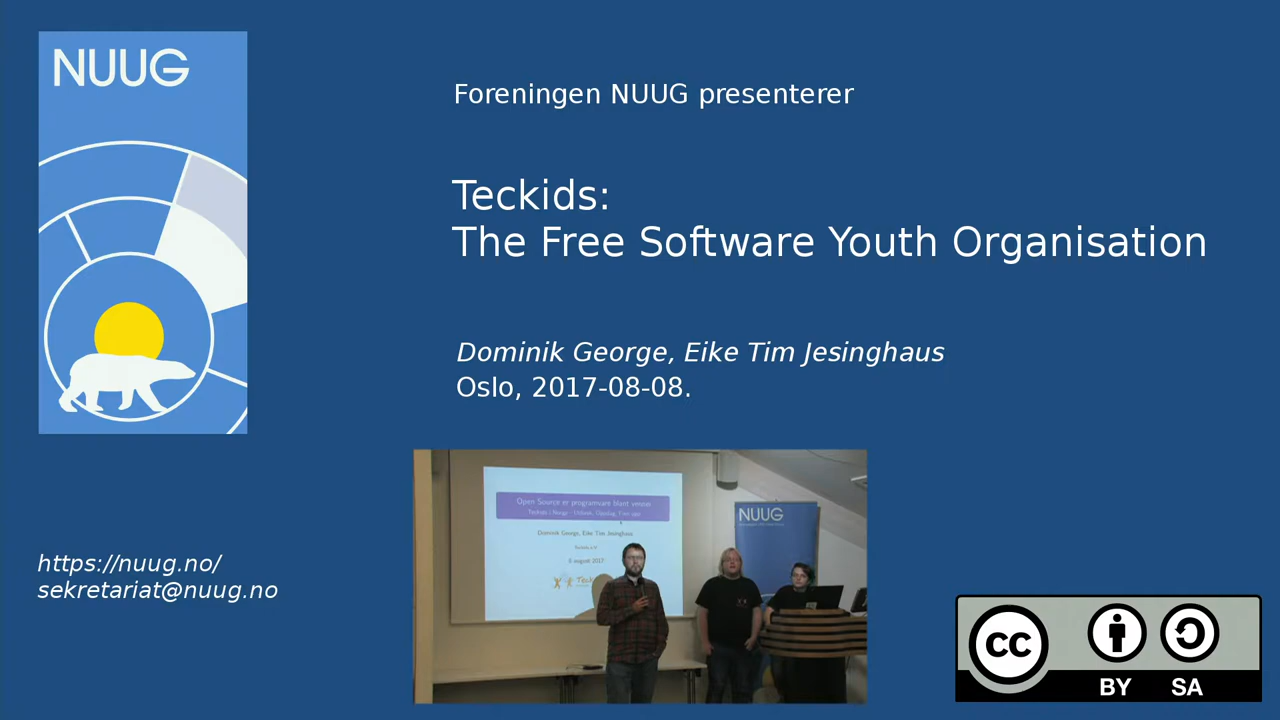 NUUG
Foreningen NUUG presenterer
Teckids:
The Free Software Youth Organisation
Dominik George, Eike Tim Jesinghaus
Oslo, 2017-08-08.
https://nuug.no/
sekretariat@nuug.no
Open Source er programvare blant venner
Dominik George, Eike Tim Jesinghaus
8 august 2017
NUUG
cc
BY SA